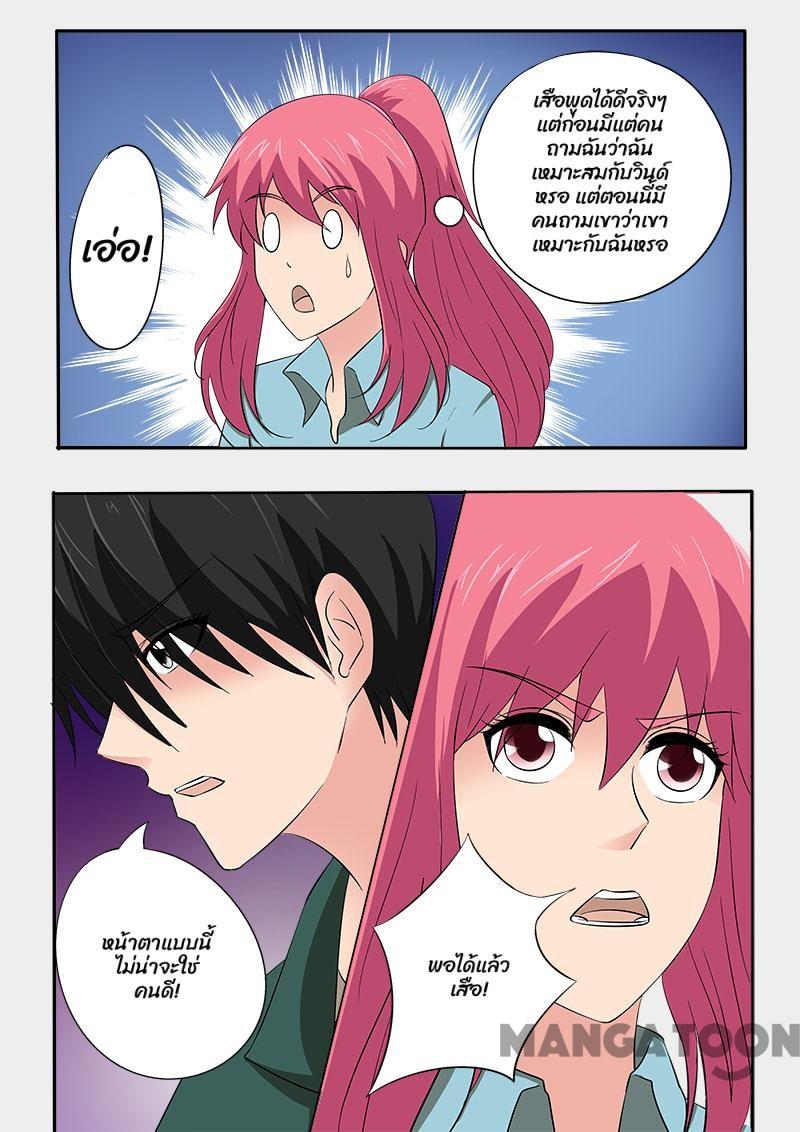 เอ่อ!
เสือพูดได้ดีจริงๆ
แต่ก่อนมีแต่คน
ถามฉันว่าฉัน
เหมาะสมกับวินด์
หรอ แต่ตอนนี้มี
คนถามเขาว่าเขา
เหมาะกับฉันหรอ
หน้าตาแบบนี้
ไม่น่าจะใช่
คนดี!
พอได้แล้ว
เสือ!
MANGATOON